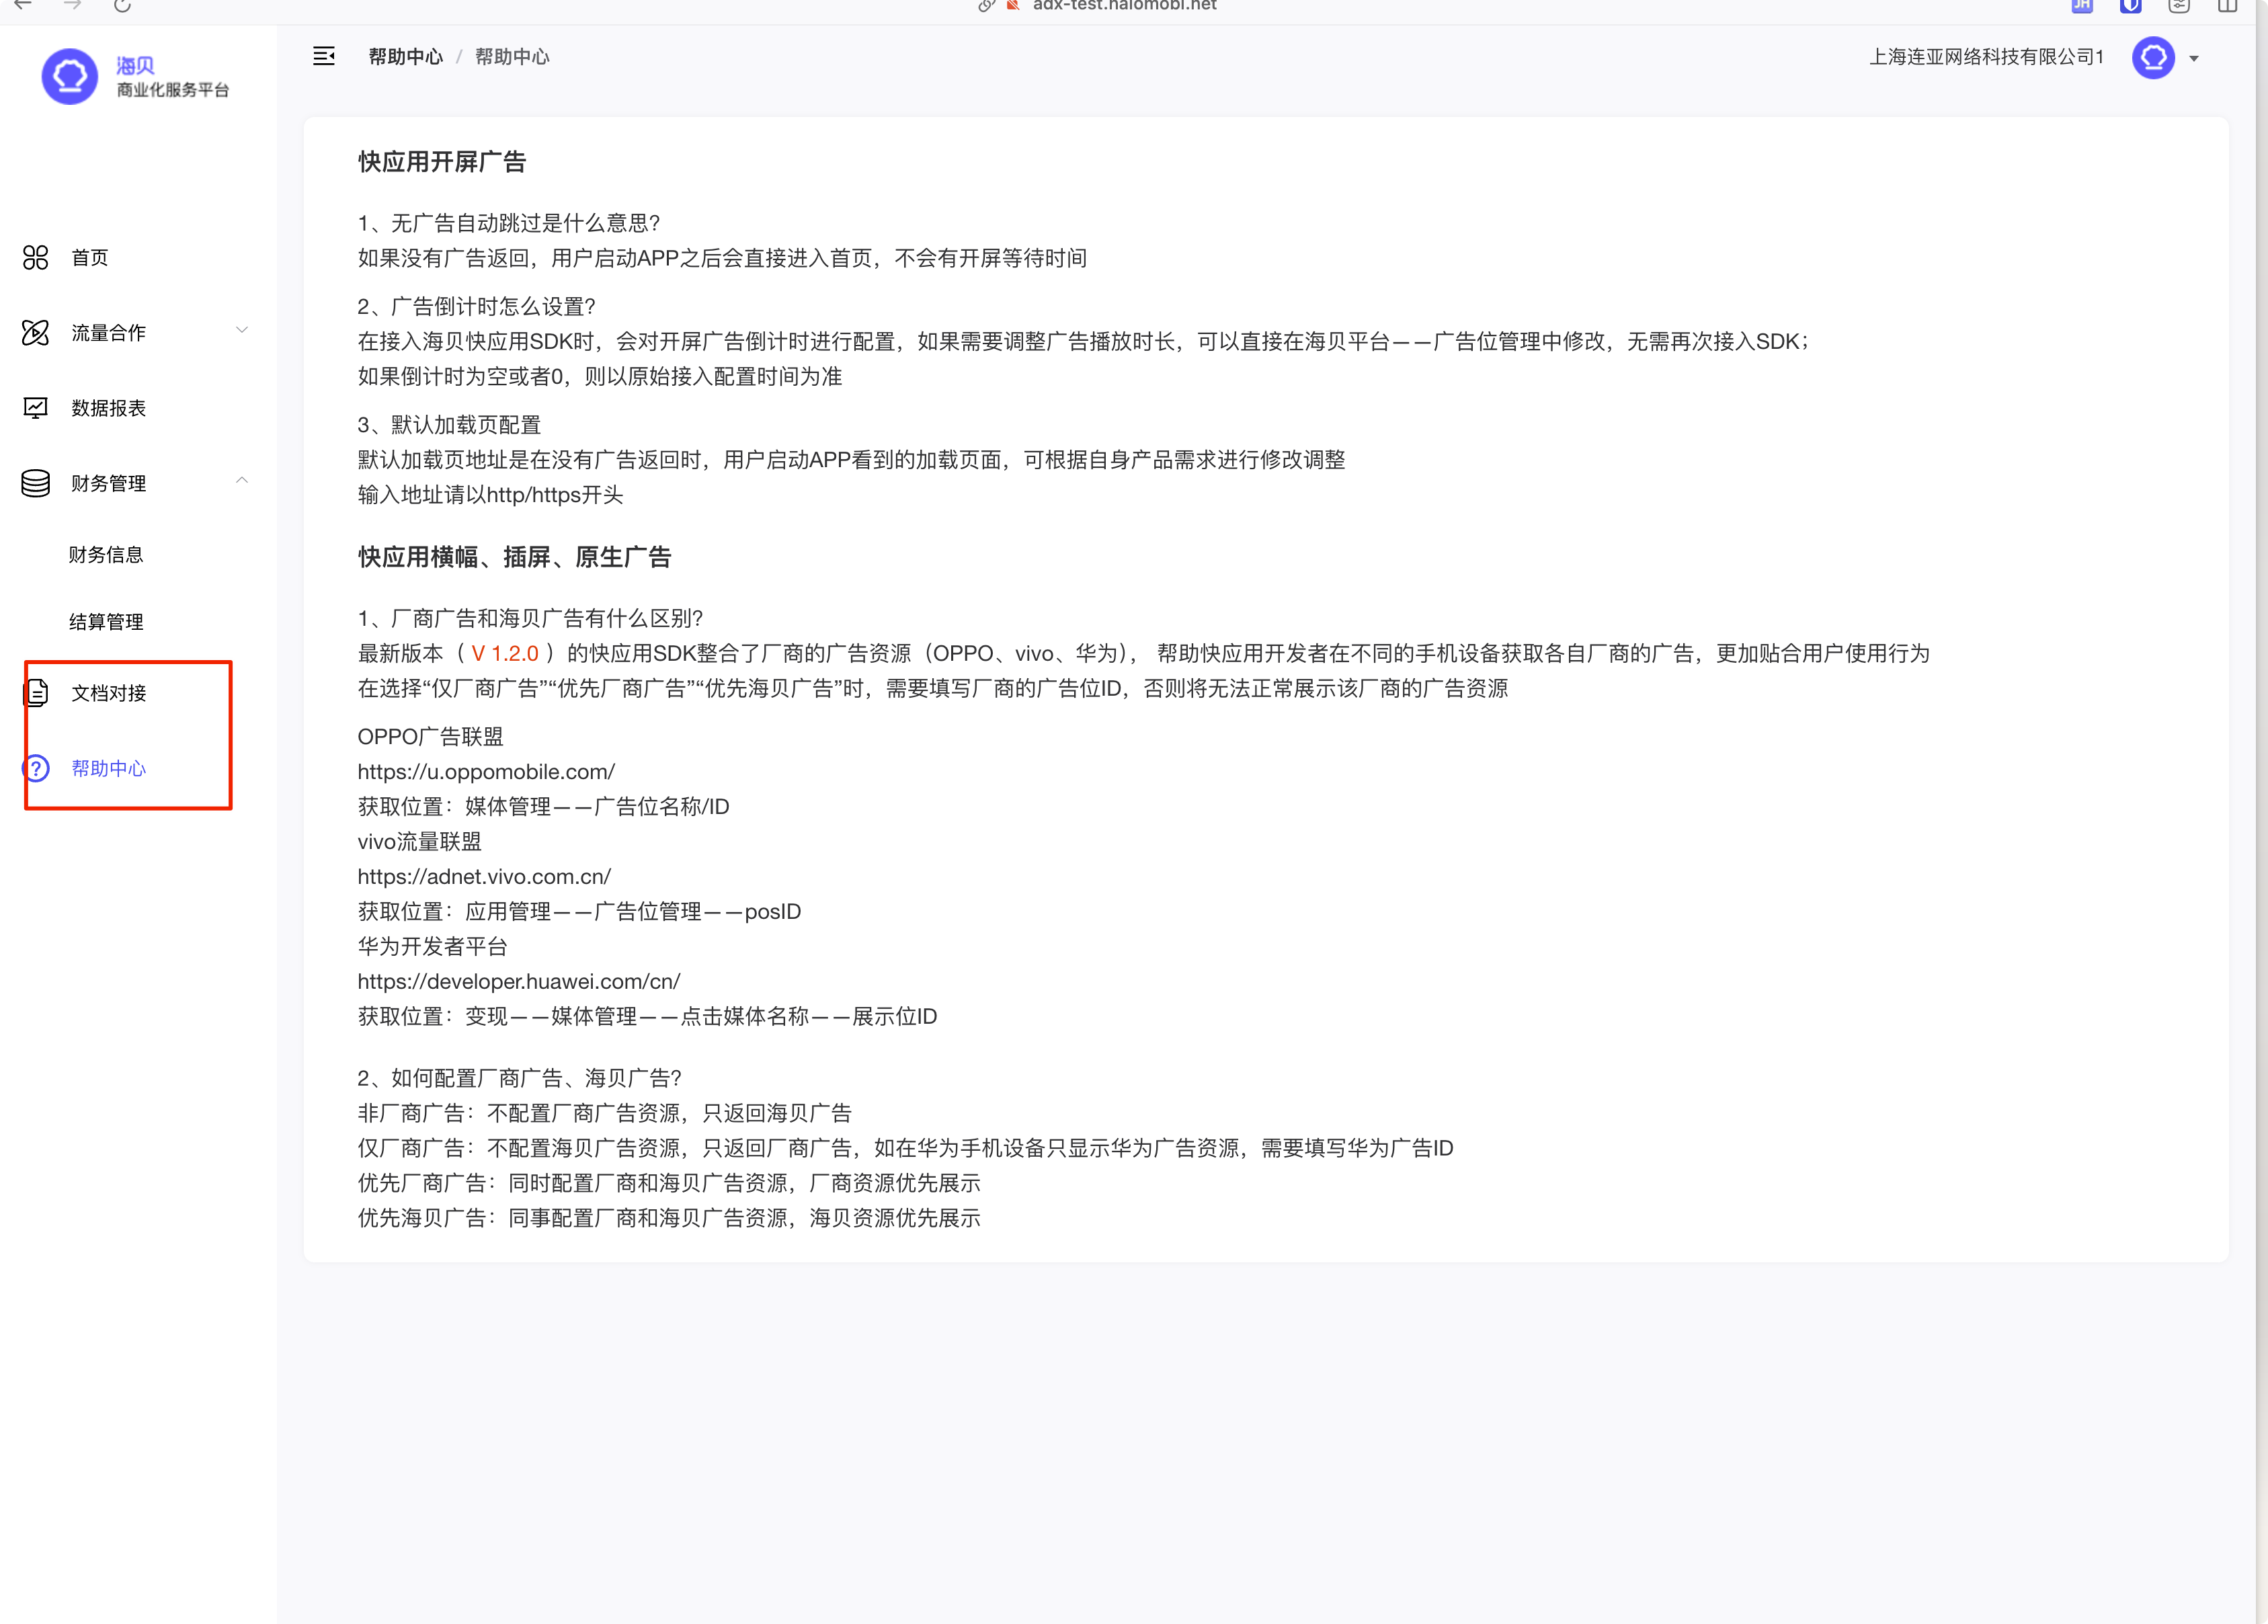 adx-test.halomobi.net
JH
海贝
商业化服务平台
帮助中心 / 帮助中心
上海连亚网络科技有限公司1
首页
流量合作
数据报表
财务管理
财务信息
结算管理
文档对接
帮助中心
快应用开屏广告
1、无广告自动跳过是什么意思?
如果没有广告返回，用户启动APP之后会直接进入首页，不会有开屏等待时间
2、广告倒计时怎么设置?
在接入海贝快应用SDK时，会对开屏广告倒计时进行配置，如果需要调整广告播放时长，可以直接在海贝平台——广告位管理中修改，无需再次接入SDK；
如果倒计时为空或者0，则以原始接入配置时间为准
3、默认加载页配置
默认加载页地址是在没有广告返回时，用户启动APP看到的加载页面，可根据自身产品需求进行修改调整
输入地址请以http/https开头
快应用横幅、插屏、原生广告
1、厂商广告和海贝广告有什么区别?
最新版本（ V 1.2.0 ）的快应用SDK整合了厂商的广告资源（OPPO、vivo、华为）， 帮助快应用开发者在不同的手机设备获取各自厂商的广告，更加贴合用户使用行为
在选择“仅厂商广告”“优先厂商广告”“优先海贝广告”时，需要填写厂商的广告位ID，否则将无法正常展示该厂商的广告资源
OPPO广告联盟
https://u.oppomobile.com/
获取位置：媒体管理——广告位名称/ID
vivo流量联盟
https://adnet.vivo.com.cn/
获取位置：应用管理——广告位管理——posID
华为开发者平台
https://developer.huawei.com/cn/
获取位置：变现——媒体管理——点击媒体名称——展示位ID
2、如何配置厂商广告、海贝广告?
非厂商广告：不配置厂商广告资源，只返回海贝广告
仅厂商广告：不配置海贝广告资源，只返回厂商广告，如在华为手机设备只显示华为广告资源，需要填写华为广告ID
优先厂商广告：同时配置厂商和海贝广告资源，厂商资源优先展示
优先海贝广告：同事配置厂商和海贝广告资源，海贝资源优先展示